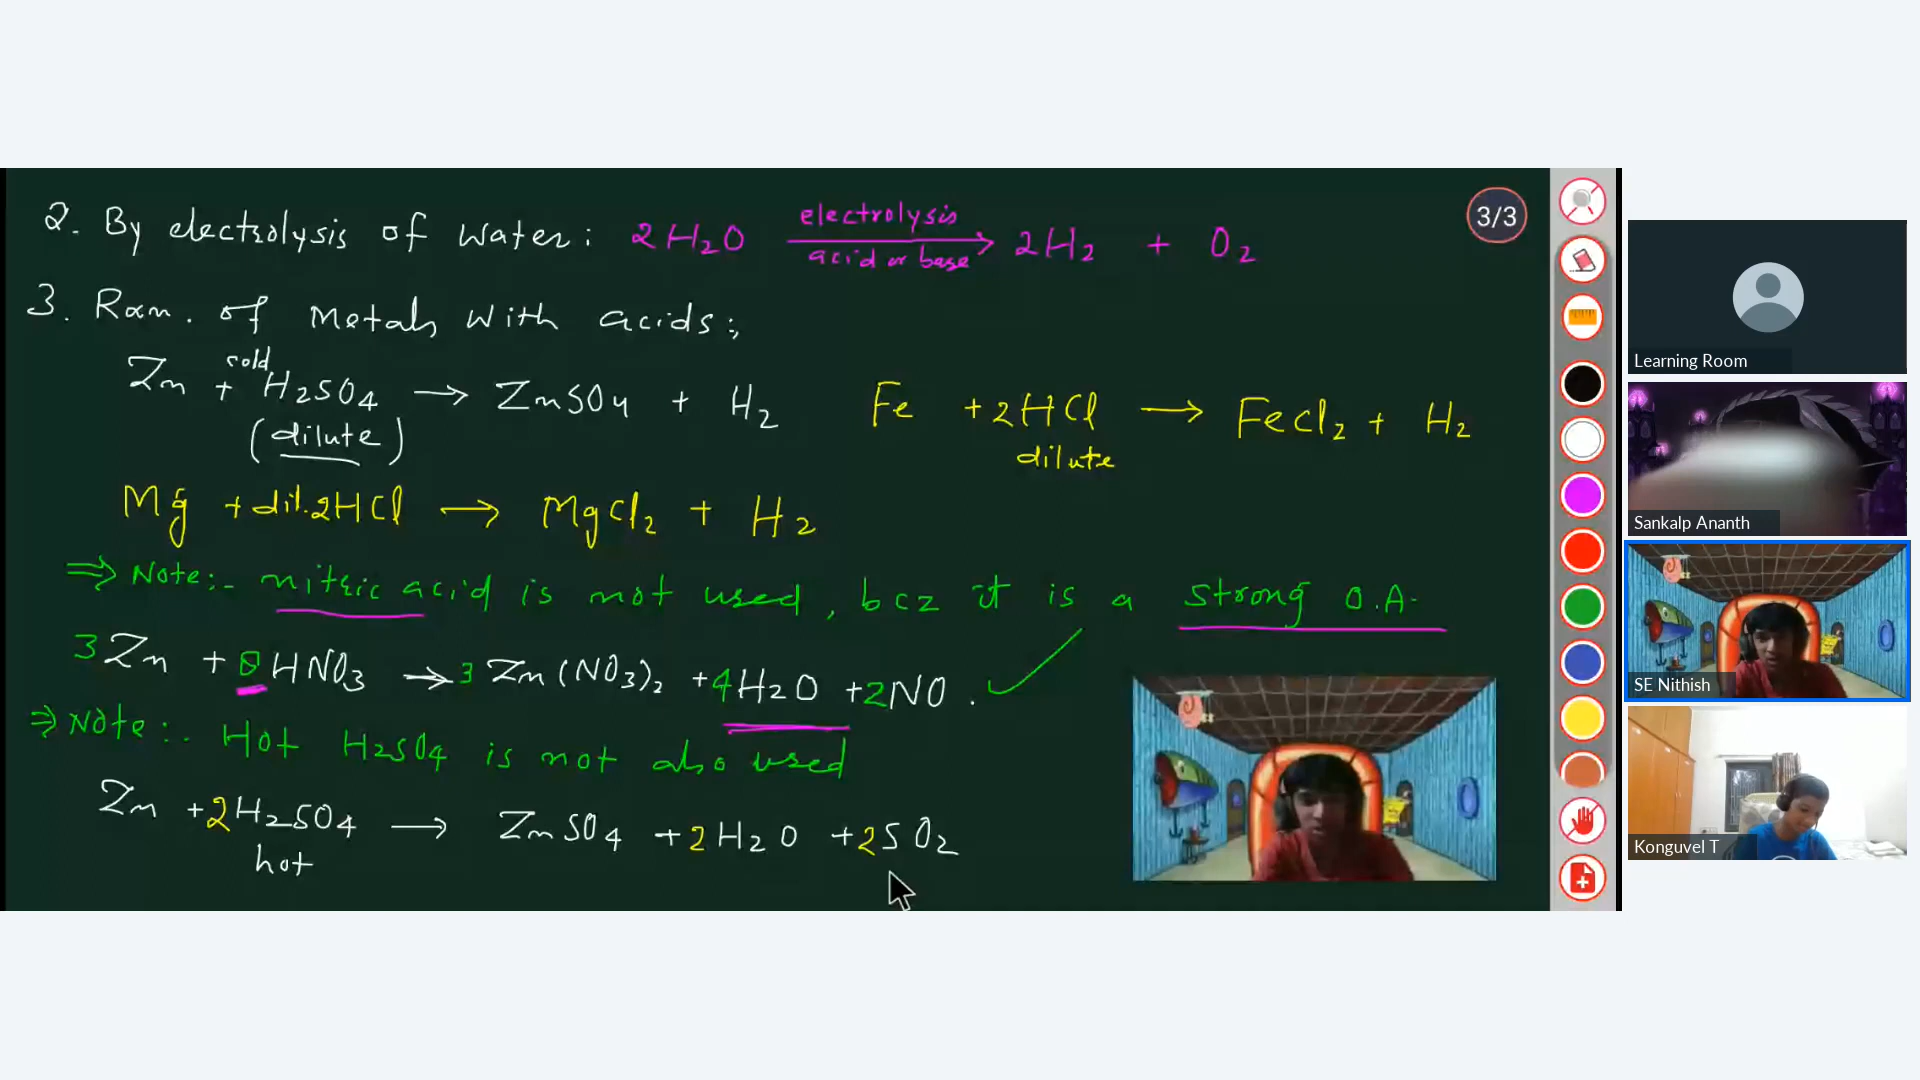 3/3
2. By electrolysis of water: 2H₂O electrolysis acid or base → 2H₂ + O₂
3. Rxn. of Metals with acids:
Zn + cold H₂SO₄ (dilute) → ZnSO₄ + H₂
Fe + 2HCl dilute → FeCl₂ + H₂
Mg + dil. 2HCl → MgCl₂ + H₂
⇒ Note:- nitric acid is not used, bcz it is a strong O.A.
3Zn + 8HNO₃ → 3Zn(NO₃)₂ + 4H₂O + 2NO.
⇒ Note:- Hot H₂SO₄ is not also used
Zn + 2H₂SO₄ hot → ZnSO₄ + 2H₂O + 2SO₂
Learning Room
Sankalp Ananth
SE Nithish
Konguvel T